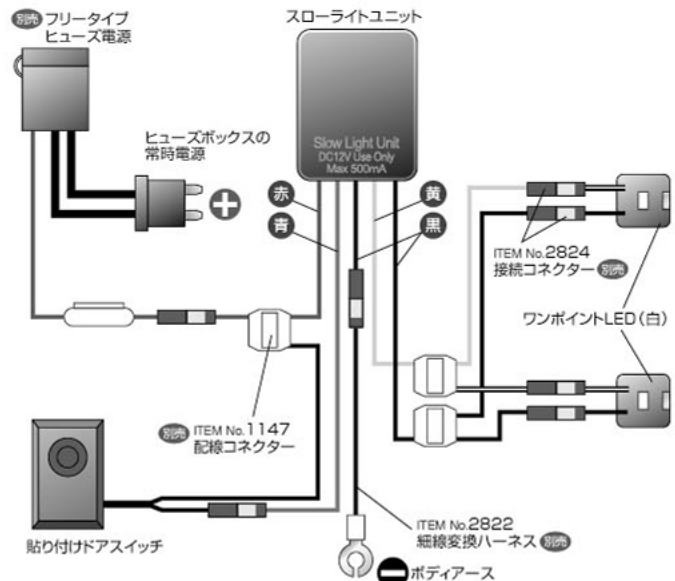 別売 フリータイプ
ヒューズ電源
スローライトユニット
ヒューズボックスの
常時電源
Slow Light Unit
DC12V Use Only
Max 500mA
赤
青
黄
黒
ITEM No.2824
接続コネクター 別売
ワンポイントLED(白)
別売 ITEM No.1147
配線コネクター
貼り付けドアスイッチ
ITEM No.2822
細線変換ハーネス 別売
ボディアース